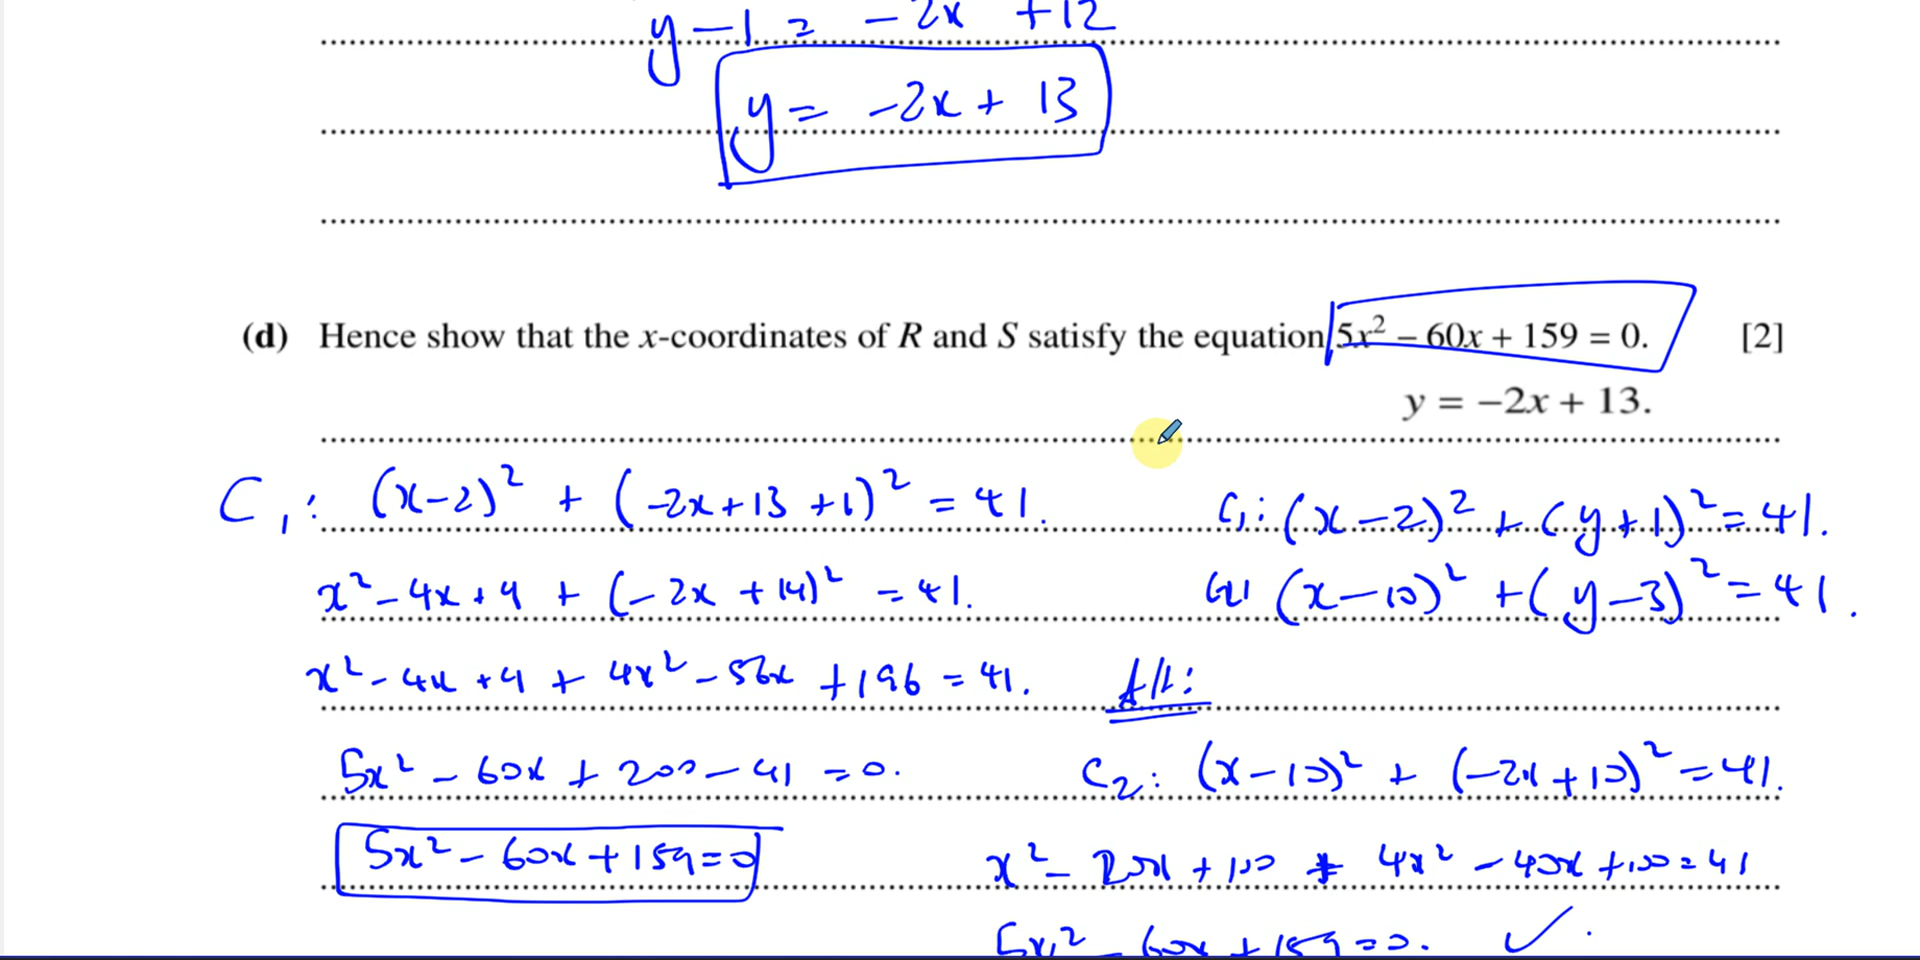 y - 1 = -2x + 12
y = -2x + 13
(d) Hence show that the x-coordinates of R and S satisfy the equation 5x² − 60x + 159 = 0. [2]
y = −2x + 13.
C₁: (x-2)² + (-2x+13+1)² = 41.
C₁: (x-2)² + (y+1)² = 41.
x² - 4x + 4 + (-2x + 14)² = 41.
C₂: (x-10)² + (y-3)² = 41.
x² - 4x + 4 + 4x² - 56x + 196 = 41.
Alt:
5x² - 60x + 200 - 41 = 0.
C₂: (x-10)² + (-2x+10)² = 41.
5x² - 60x + 159 = 0
x² - 20x + 100 + 4x² - 40x + 100 = 41
5x² - 60x + 159 = 0. ✓.